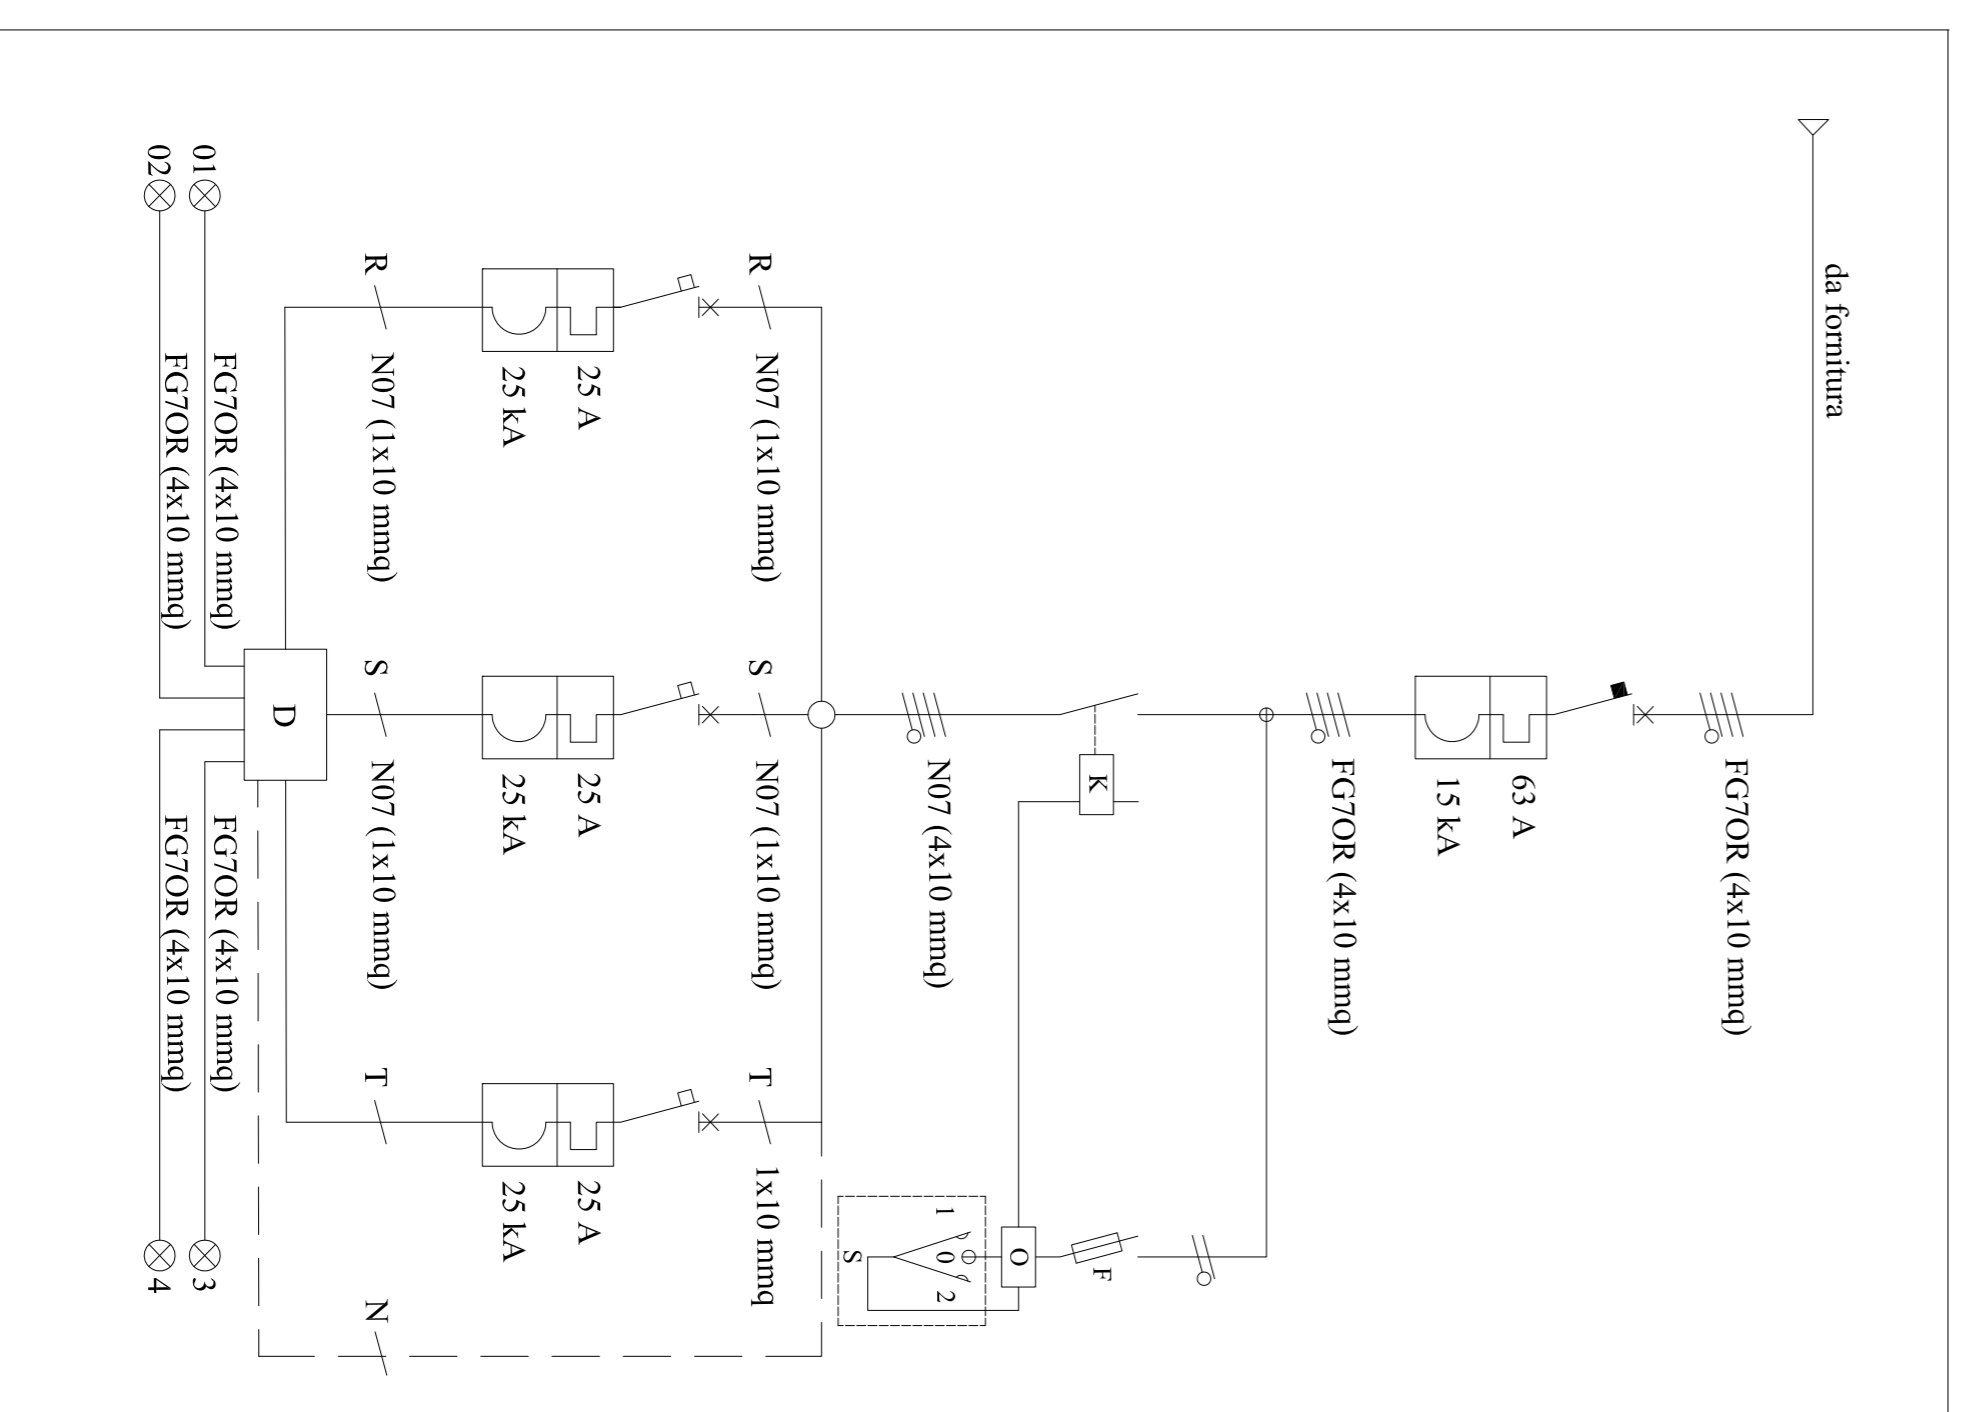 da fornitura
FG7OR (4x10 mmq)
63 A
15 kA
FG7OR (4x10 mmq)
F
K
O
1
0
2
S
N07 (4x10 mmq)
R
N07 (1x10 mmq)
S
N07 (1x10 mmq)
T
1x10 mmq
25 A
25 kA
25 A
25 kA
25 A
25 kA
R
N07 (1x10 mmq)
S
N07 (1x10 mmq)
T
N
D
01
FG7OR (4x10 mmq)
FG7OR (4x10 mmq)
3
02
FG7OR (4x10 mmq)
FG7OR (4x10 mmq)
4